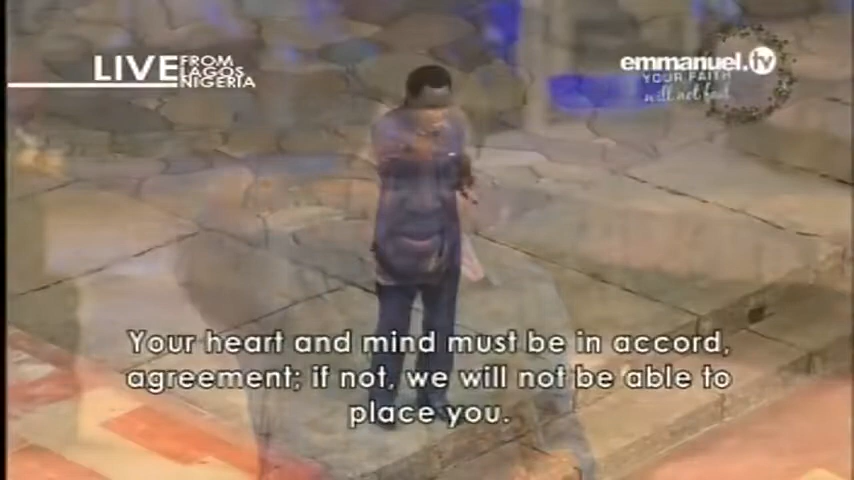 LIVE FROM
LAGOS
NIGERIA
emmanuel.tv
YOUR FAITH
will not fail
Your heart and mind must be in accord,
agreement; if not, we will not be able to
place you.